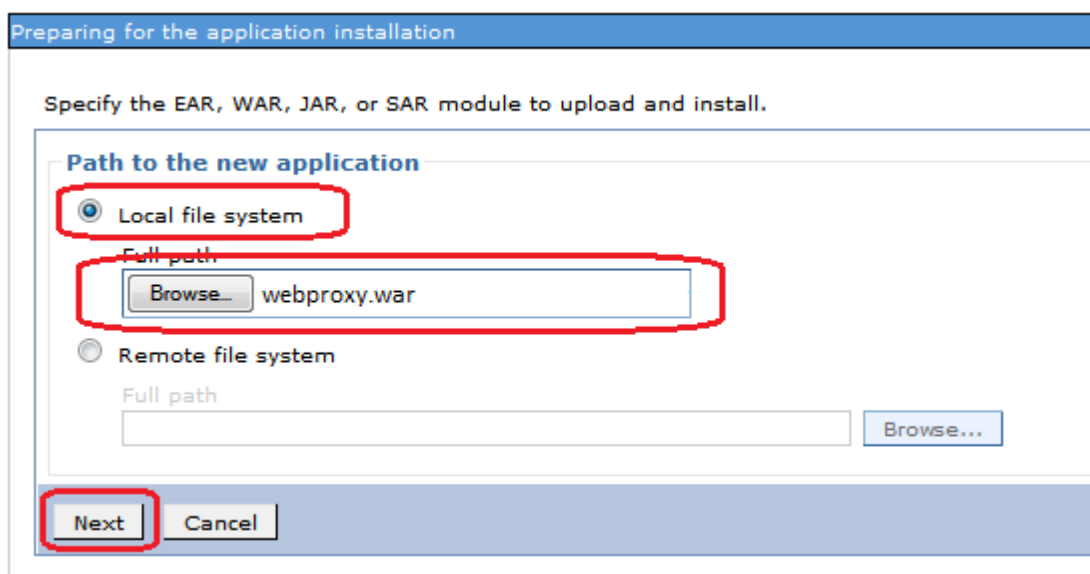 Preparing for the application installation
Specify the EAR, WAR, JAR, or SAR module to upload and install.
Path to the new application
Local file system
Full path
Browse... webproxy.war
Remote file system
Full path
Browse...
Next Cancel